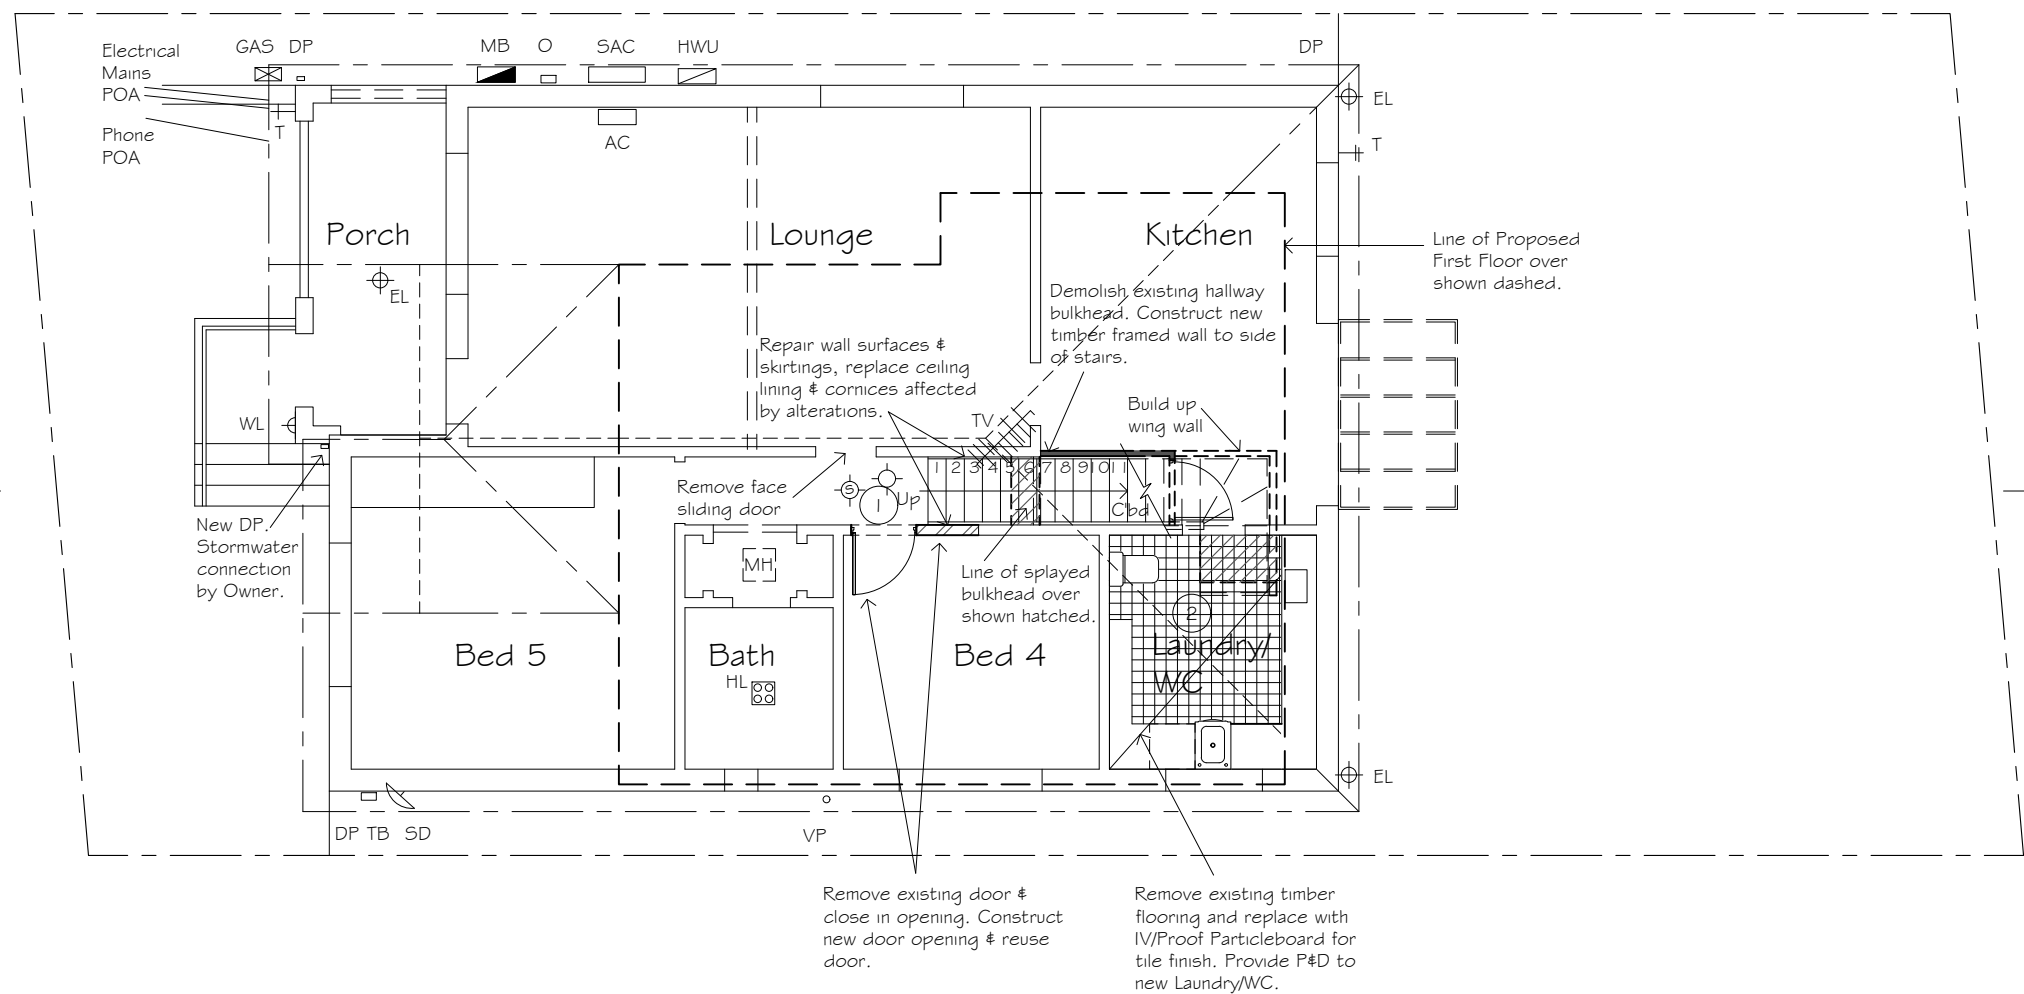 Electrical
Mains
POA
Phone
POA
GAS DP
MB O SAC HWU
DP
EL
T
T
AC
Porch
Lounge
Kitchen
EL
Line of Proposed
First Floor over
shown dashed.
Demolish existing hallway
bulkhead. Construct new
timber framed wall to side
of stairs.
Repair wall surfaces &
skirtings, replace ceiling
lining & cornices affected
by alterations.
Build up
wing wall
TV
WL
1 2 3 4 5 6 7 8 9 10 11
Remove face
sliding door
S
1
Up
C'bd
New DP.
Stormwater
connection
by Owner.
MH
Line of splayed
bulkhead over
shown hatched.
2
Bed 5
Bath
HL
Bed 4
Laundry/
WC
EL
DP TB SD
VP
Remove existing door &
close in opening. Construct
new door opening & reuse
door.
Remove existing timber
flooring and replace with
IV/Proof Particleboard for
tile finish. Provide P&D to
new Laundry/WC.